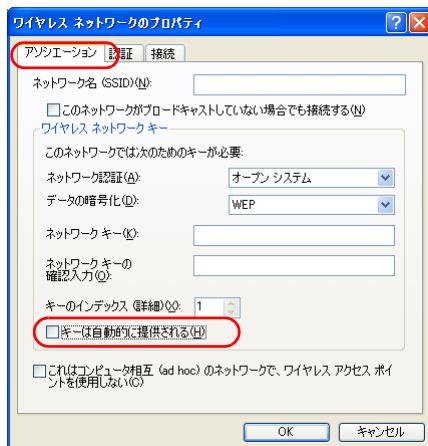 ワイヤレス ネットワークのプロパティ
アソシエーション 認証 接続
ネットワーク名 (SSID)(N):
このネットワークがブロードキャストしていない場合でも接続する(N)
ワイヤレス ネットワーク キー
このネットワークでは次のためのキーが必要:
ネットワーク認証(A): オープン システム
データの暗号化(D): WEP
ネットワーク キー(K):
ネットワーク キーの
確認入力(O):
キーのインデックス (詳細)(X): 1
キーは自動的に提供される(H)
これはコンピュータ相互 (ad hoc) のネットワークで、ワイヤレス アクセス ポイ
ントを使用しない(C)
OK キャンセル